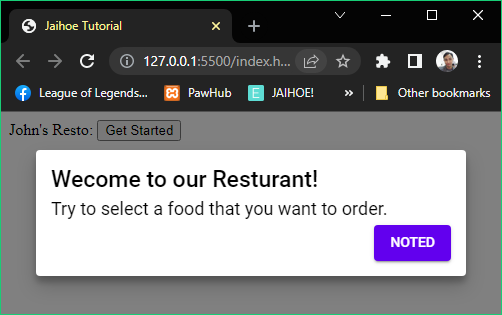 Jaihoe Tutorial
127.0.0.1:5500/index.h...
League of Legends... PawHub JAIHOE! » Other bookmarks
John's Resto: Get Started
Wecome to our Resturant!
Try to select a food that you want to order.
NOTED